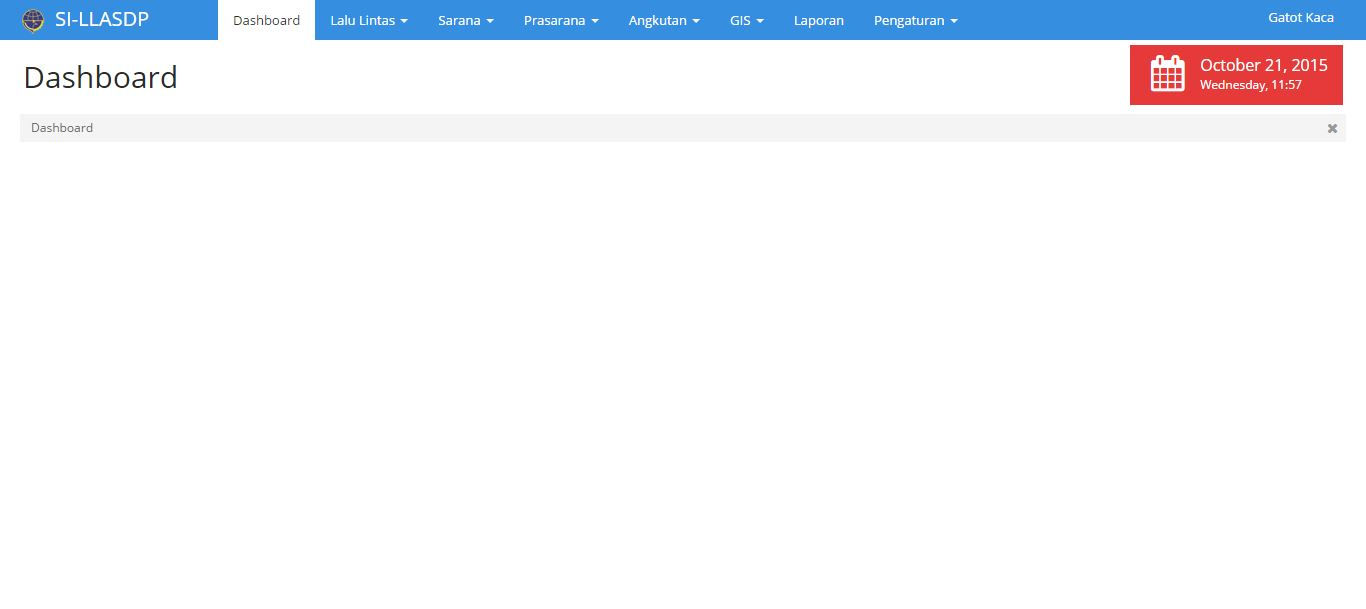 SI-LLASDP Dashboard Lalu Lintas Sarana Prasarana Angkutan GIS Laporan Pengaturan Gatot Kaca
Dashboard
October 21, 2015
Wednesday, 11:57
Dashboard